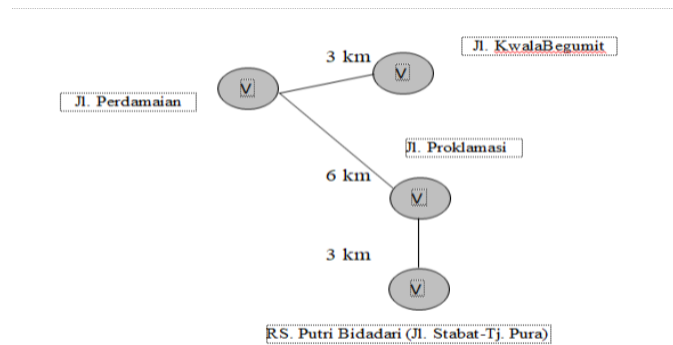 Jl. KwalaBegumit
3 km
V
V
Jl. Perdamaian
Jl. Proklamasi
6 km
V
3 km
V
RS. Putri Bidadari (Jl. Stabat-Tj. Pura)